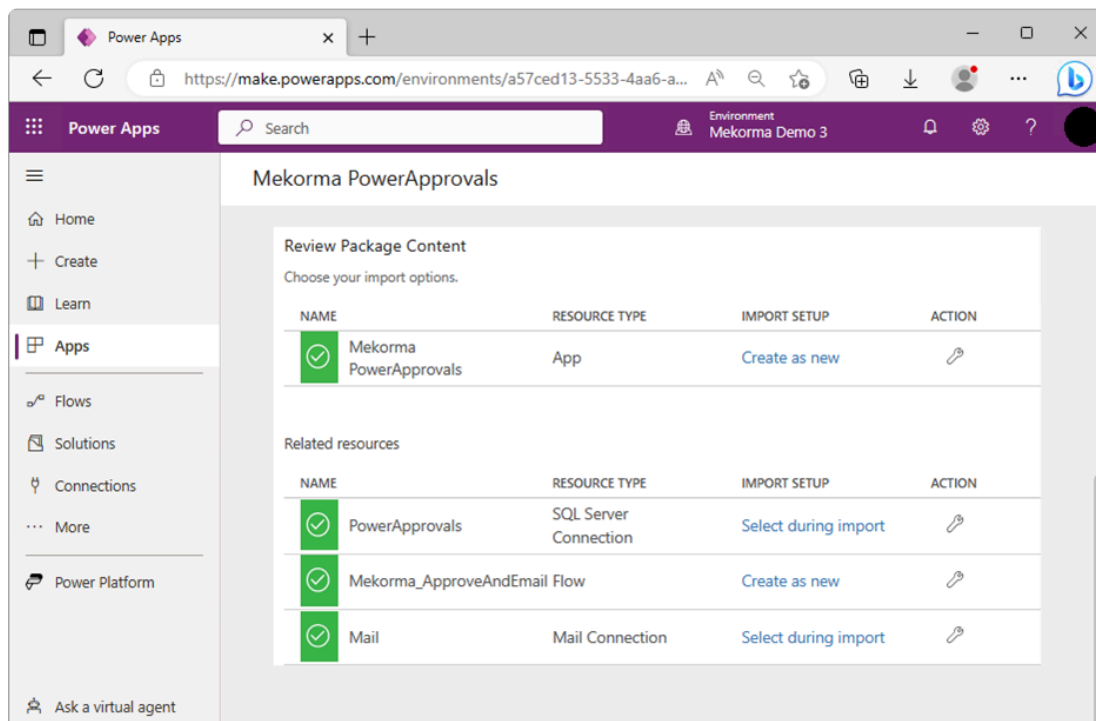 Power Apps
https://make.powerapps.com/environments/a57ced13-5533-4aa6-a...
Power Apps
Search
Environment
Mekorma Demo 3
?
Mekorma PowerApprovals
Home
Create
Learn
Apps
Flows
Solutions
Connections
More
Power Platform
Ask a virtual agent
Review Package Content
Choose your import options.
NAME RESOURCE TYPE IMPORT SETUP ACTION
Mekorma
PowerApprovals App Create as new
Related resources
NAME RESOURCE TYPE IMPORT SETUP ACTION
PowerApprovals SQL Server
Connection Select during import
Mekorma_ApproveAndEmail Flow Create as new
Mail Mail Connection Select during import